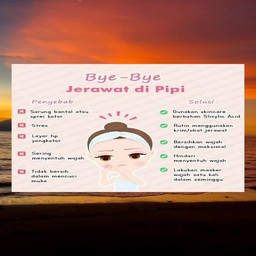 Bye-Bye
Jerawat di Pipi
Penyebab
Sarung bantal atau
sprei kotor
Stres
Layar hp
yangkotor
Sering
menyentuh wajah
Tidak bersih
dalam mencuci
muka
Solusi
Gunakan skincare
berbahan Slicylic Acid
Rutin menggunakan
krim/obat jerawat
Bersihkan wajah
dengan maksimal
Hindari
menyentuh wajah
Lakukan masker
wajah satu kali
dalam seminggu